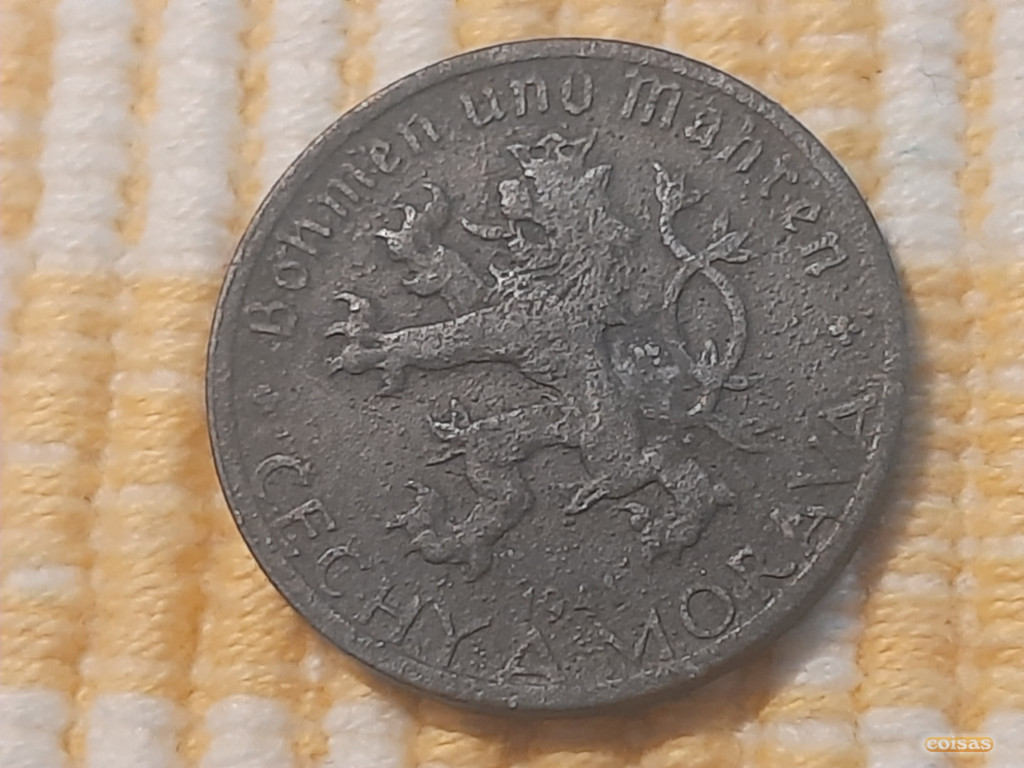 Böhmen und Mähren
ČECHY A MORAVA
coisas